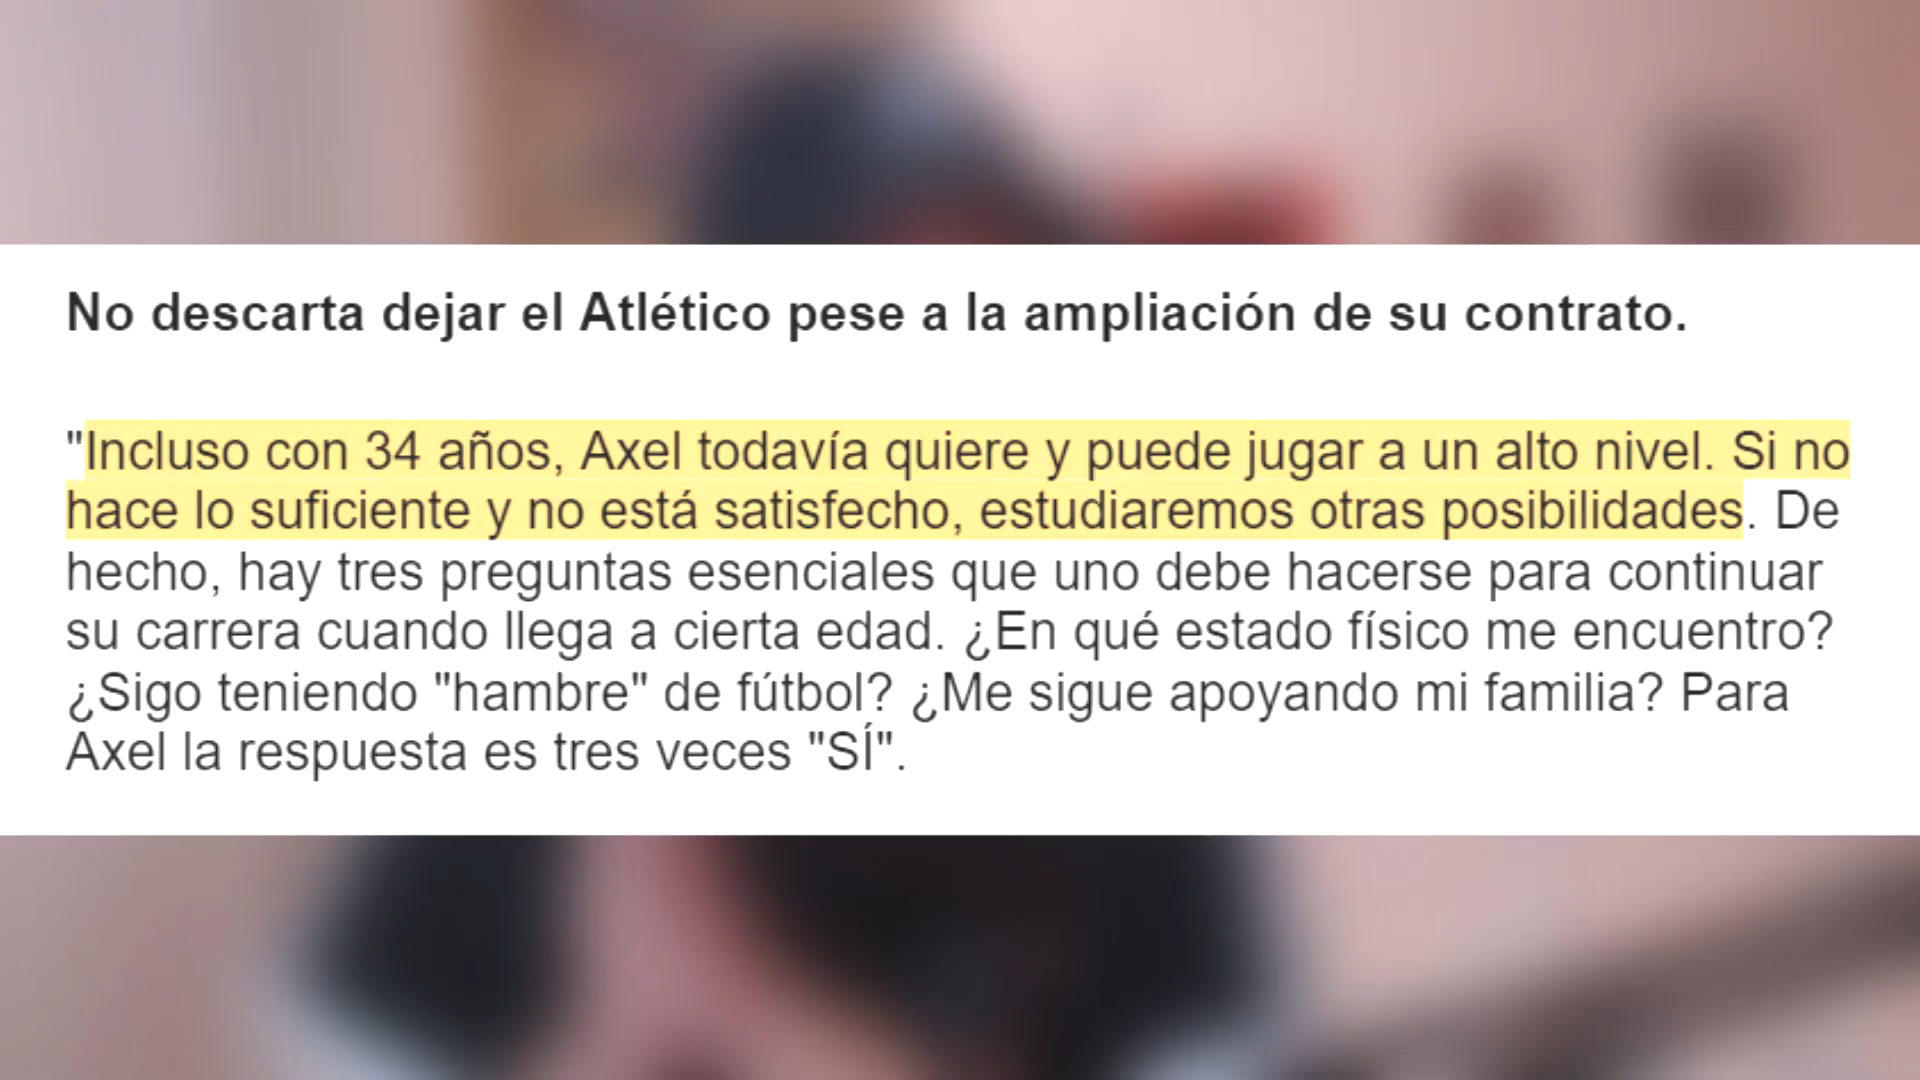 No descarta dejar el Atlético pese a la ampliación de su contrato.
"Incluso con 34 años, Axel todavía quiere y puede jugar a un alto nivel. Si no
hace lo suficiente y no está satisfecho, estudiaremos otras posibilidades. De
hecho, hay tres preguntas esenciales que uno debe hacerse para continuar
su carrera cuando llega a cierta edad. ¿En qué estado físico me encuentro?
¿Sigo teniendo "hambre" de fútbol? ¿Me sigue apoyando mi familia? Para
Axel la respuesta es tres veces "SÍ".